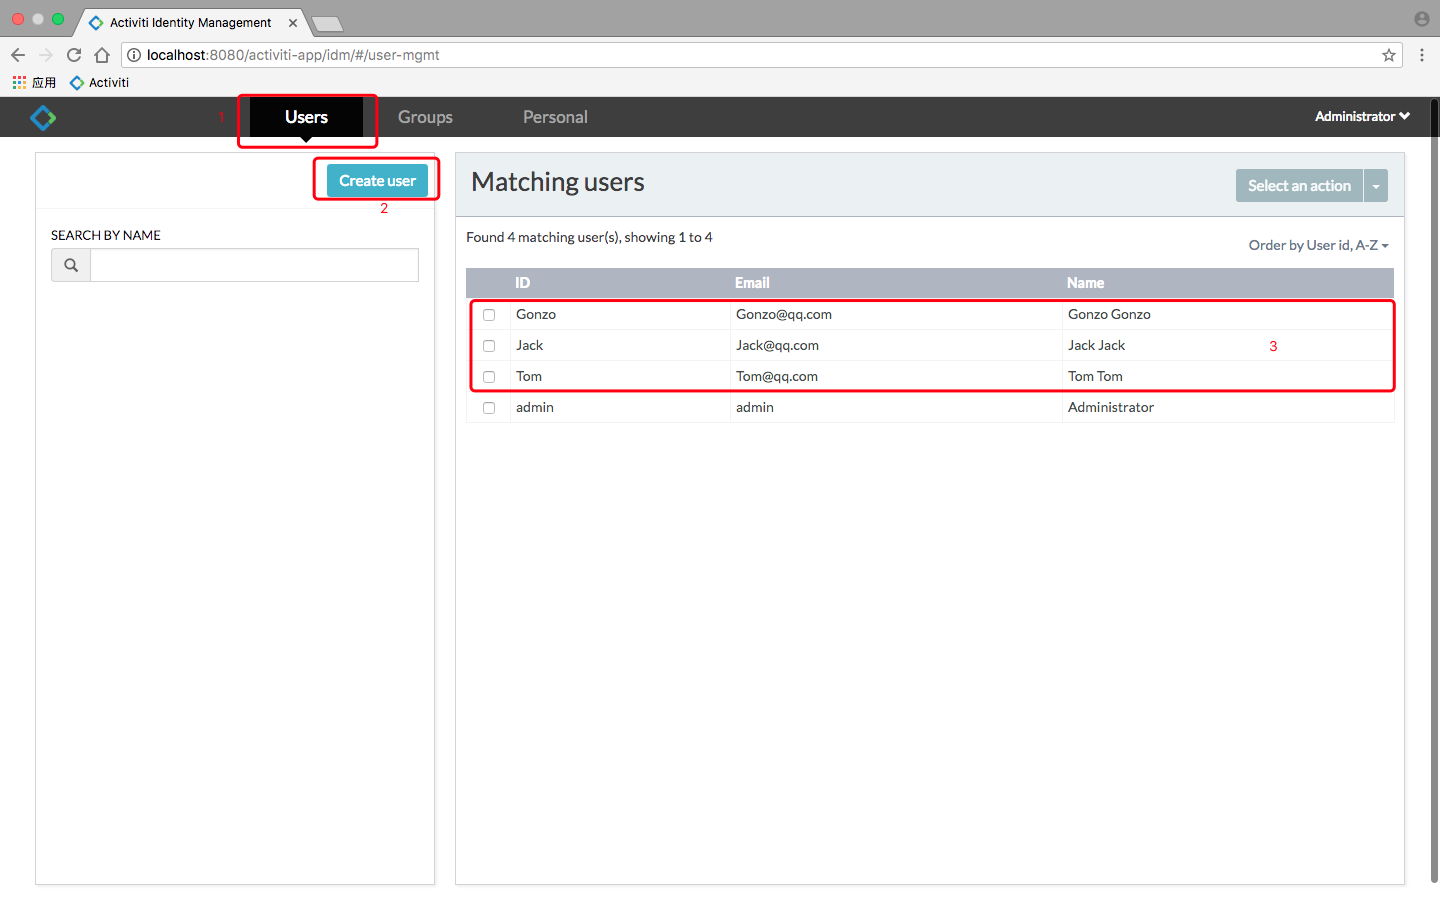 Activiti Identity Management
localhost:8080/activiti-app/idm/#/user-mgmt
应用 Activiti
1 Users Groups Personal Administrator
Create user
2
SEARCH BY NAME
Matching users
Select an action
Found 4 matching user(s), showing 1 to 4
Order by User id, A-Z
ID Email Name
Gonzo Gonzo@qq.com Gonzo Gonzo
Jack Jack@qq.com Jack Jack 3
Tom Tom@qq.com Tom Tom
admin admin Administrator